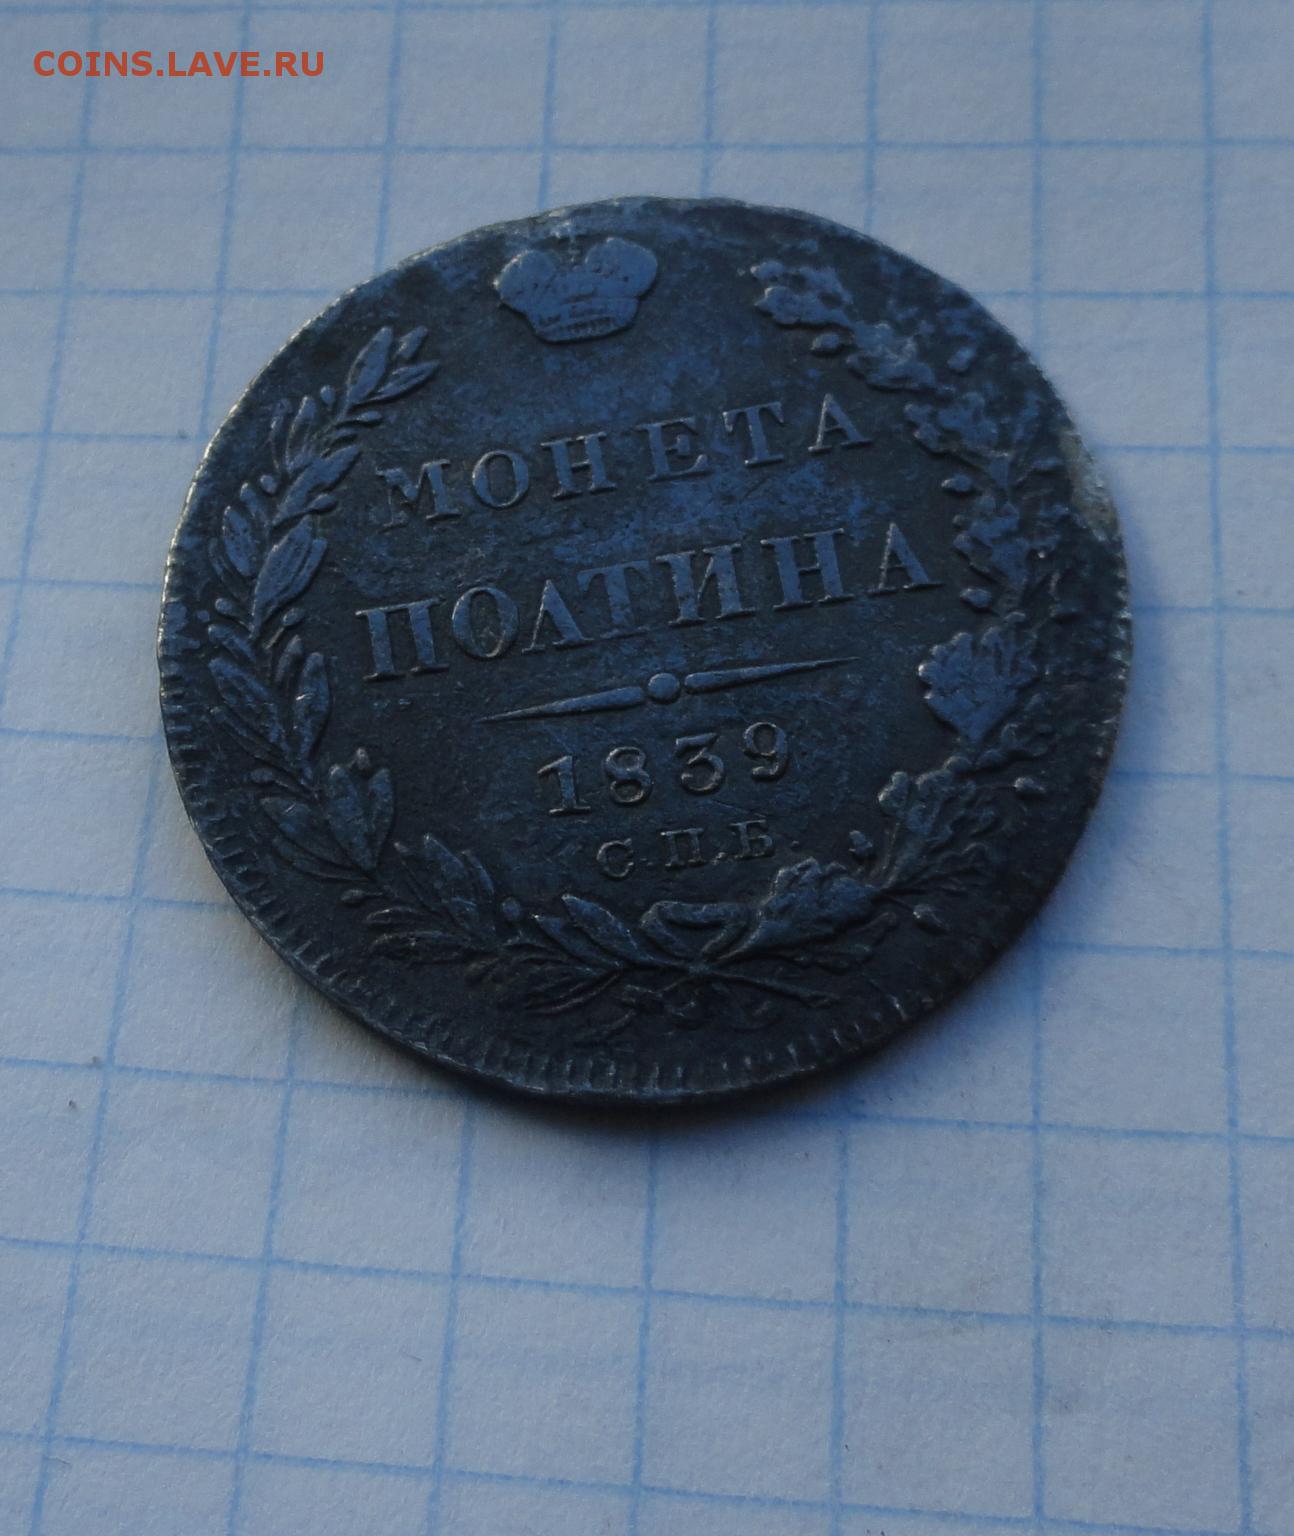 COINS.LAVE.RU
МОНЕТА
ПОЛТИНА
1839
С.П.Б.